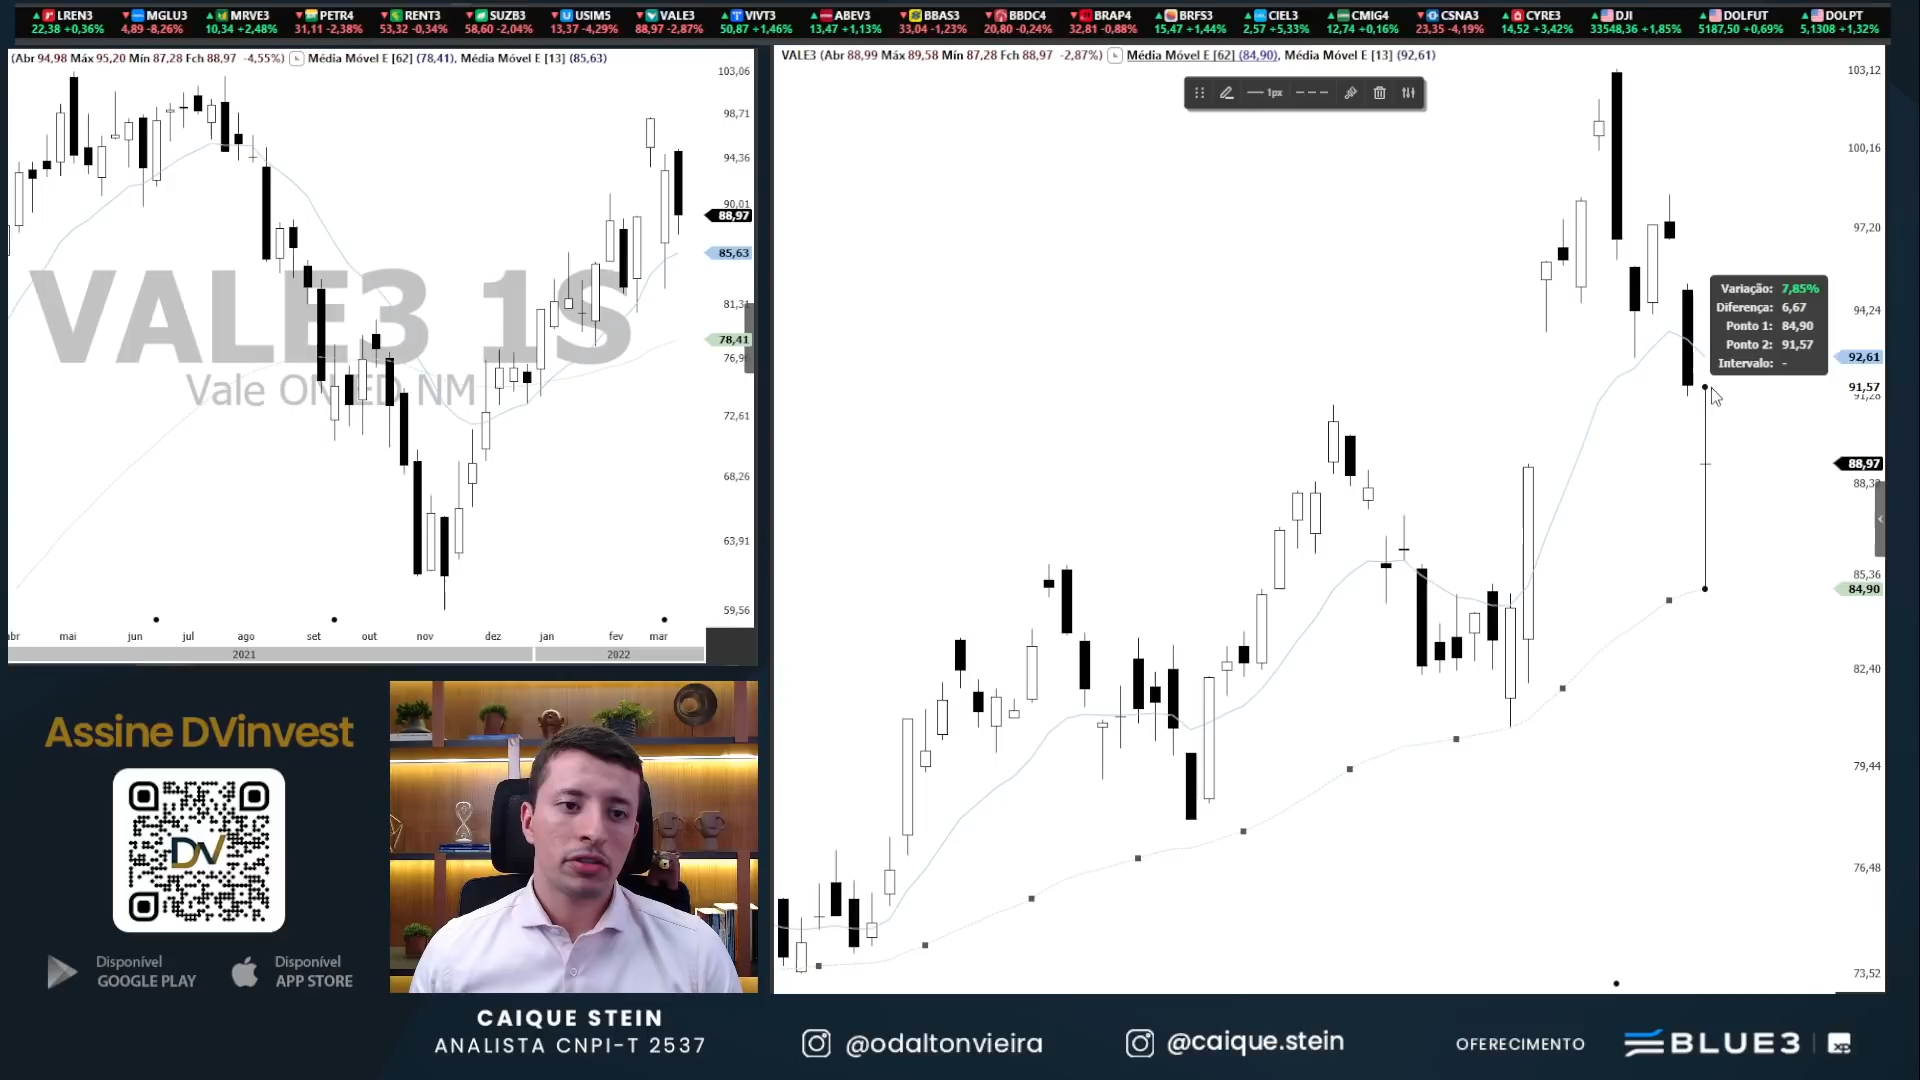 LREN3
22,38 +0,36%
MGLU3
4,89 -8,26%
MRVE3
10,34 +2,48%
PETR4
31,11 -2,38%
RENT3
53,32 -0,34%
SUZB3
58,60 -2,04%
USIM5
13,37 -4,29%
VALE3
88,97 -2,87%
VIVT3
50,87 +1,46%
ABEV3
13,47 +1,13%
BBAS3
33,04 -1,23%
BBDC4
20,80 -0,24%
BRAP4
32,81 -0,88%
BRFS3
15,47 +1,44%
CIEL3
2,57 +5,33%
CMIG4
12,74 +0,16%
CSNA3
23,35 -4,19%
CYRE3
14,52 +3,42%
DJI
33548,36 +1,85%
DOLFUT
5187,50 +0,69%
DOLPT
5,1308 +1,32%
(Abr 94,98 Máx 95,20 Mín 87,28 Fch 88,97 -4,55%) Média Móvel E [62] (78,41), Média Móvel E [13] (85,63)
103,06
98,71
94,36
90,01
88,97
85,63
81,31
78,41
76,96
72,61
68,26
63,91
59,56
VALE3 1S
Vale ON ED NM
abr mai jun jul ago set out nov dez jan fev mar
2021 2022
VALE3 (Abr 88,99 Máx 89,58 Mín 87,28 Fch 88,97 -2,87%) Média Móvel E [62] (84,90), Média Móvel E [13] (92,61)
1px
103,12
100,16
97,20
94,24
92,61
91,57
91,28
88,97
85,36
84,90
82,40
79,44
76,48
73,52
Variação: 7,85%
Diferença: 6,67
Ponto 1: 84,90
Ponto 2: 91,57
Intervalo: -
Assine DVinvest
DV
Disponível
GOOGLE PLAY
Disponível
APP STORE
CAIQUE STEIN
ANALISTA CNPI-T 2537
@odaltonvieira
@caique.stein
OFERECIMENTO
BLUE3
xp